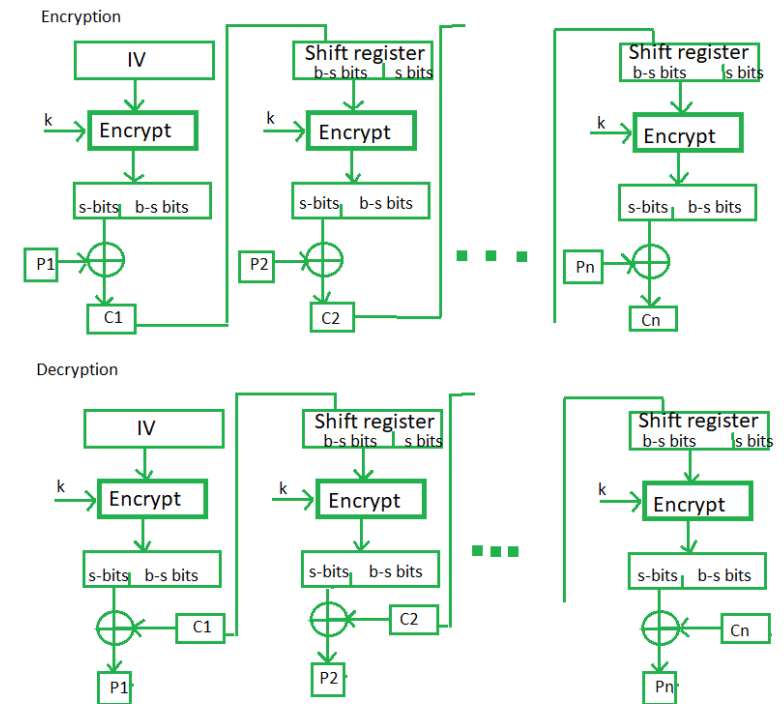 Encryption
IV
Shift register
b-s bits
s bits
Shift register
b-s bits
s bits
k
Encrypt
k
Encrypt
k
Encrypt
s-bits
b-s bits
s-bits
b-s bits
s-bits
b-s bits
P1
P2
Pn
C1
C2
Cn
Decryption
IV
Shift register
b-s bits
s bits
Shift register
b-s bits
s bits
k
Encrypt
k
Encrypt
k
Encrypt
s-bits
b-s bits
s-bits
b-s bits
s-bits
b-s bits
C1
C2
Cn
P1
P2
Pn